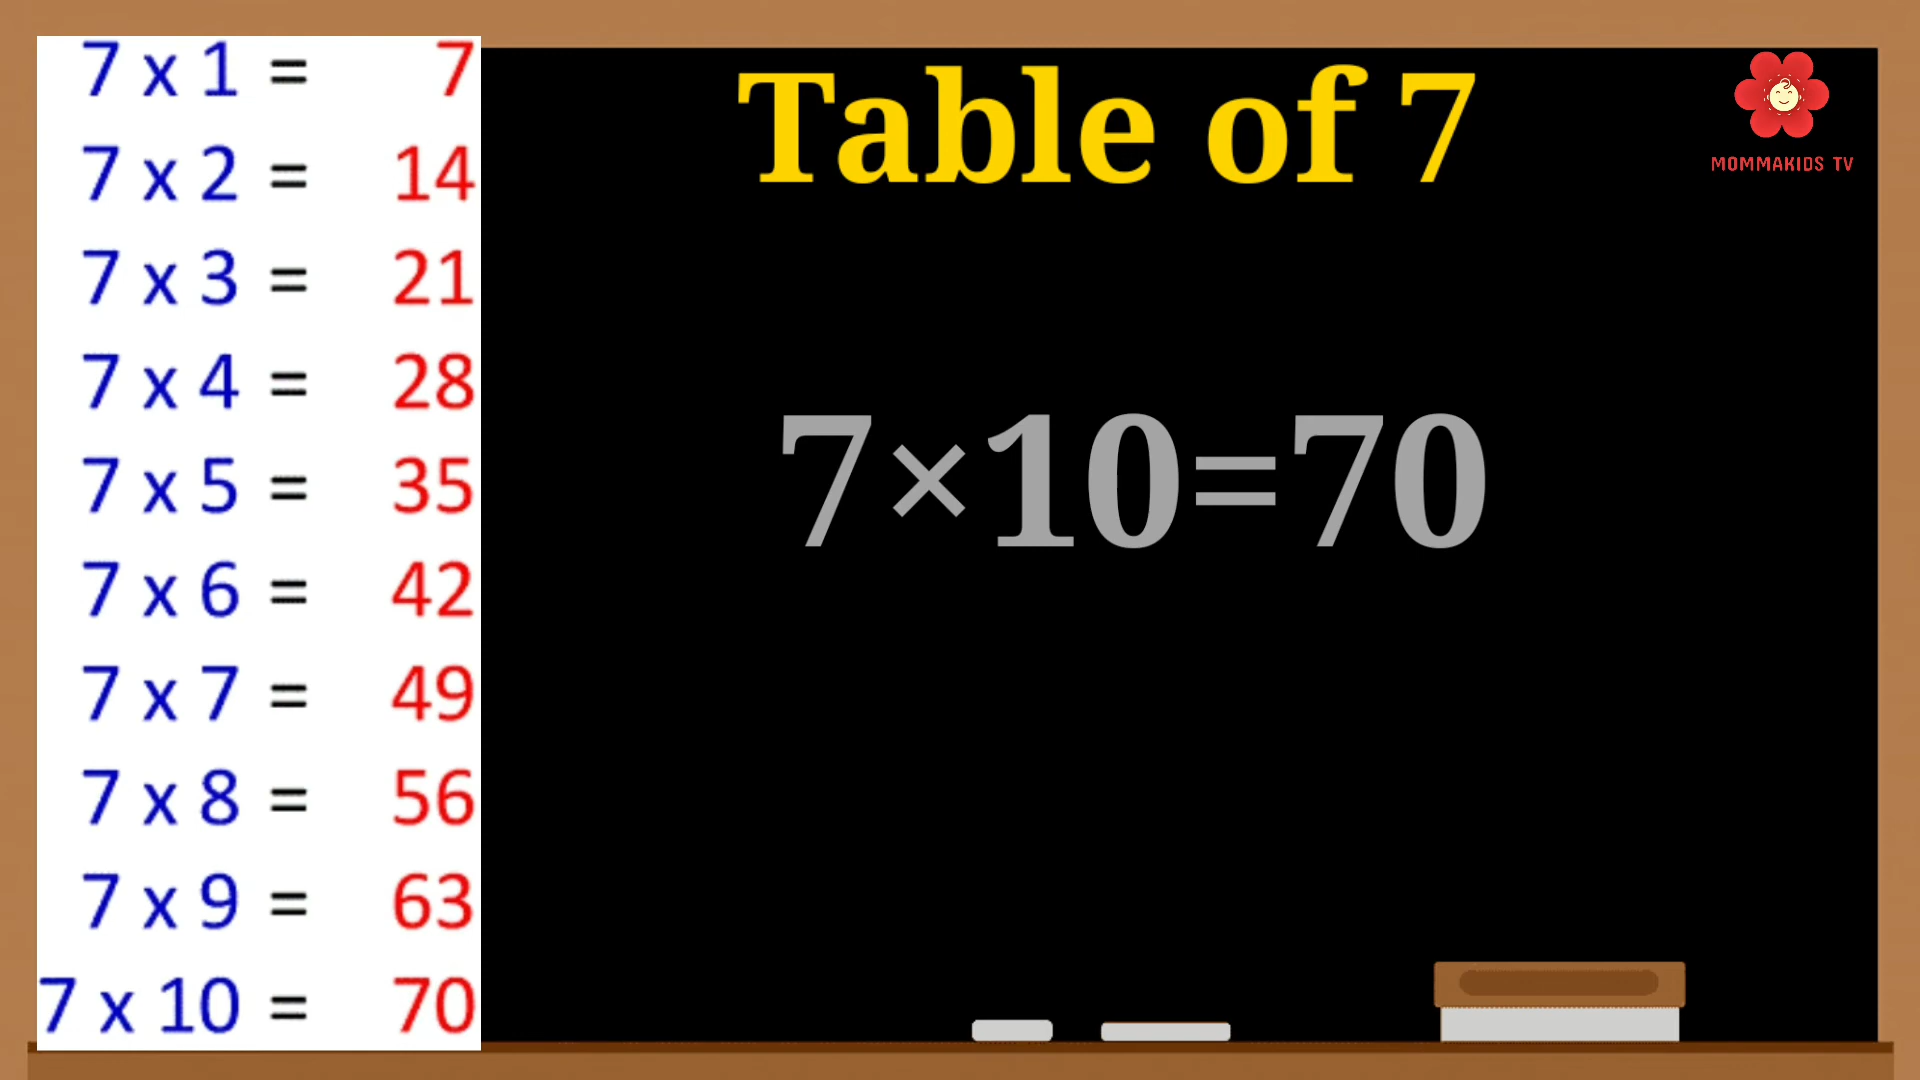 7 x 1 = 7
7 x 2 = 14
7 x 3 = 21
7 x 4 = 28
7 x 5 = 35
7 x 6 = 42
7 x 7 = 49
7 x 8 = 56
7 x 9 = 63
7 x 10 = 70
Table of 7
7×10=70
MOMMAKIDS TV